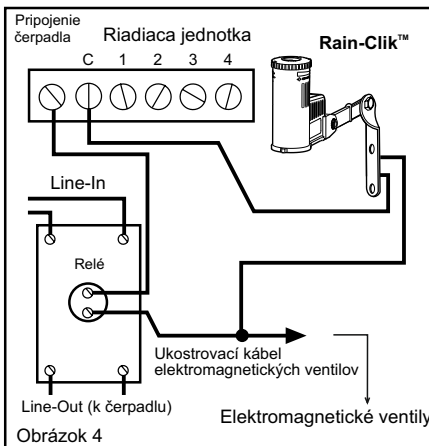 Pripojenie
čerpadla
Riadiaca jednotka
Rain-Clik™
C 1 2 3 4
Line-In
Relé
Ukostrovací kábel
elektromagnetických ventilov
Line-Out (k čerpadlu)
Elektromagnetické ventily
Obrázok 4